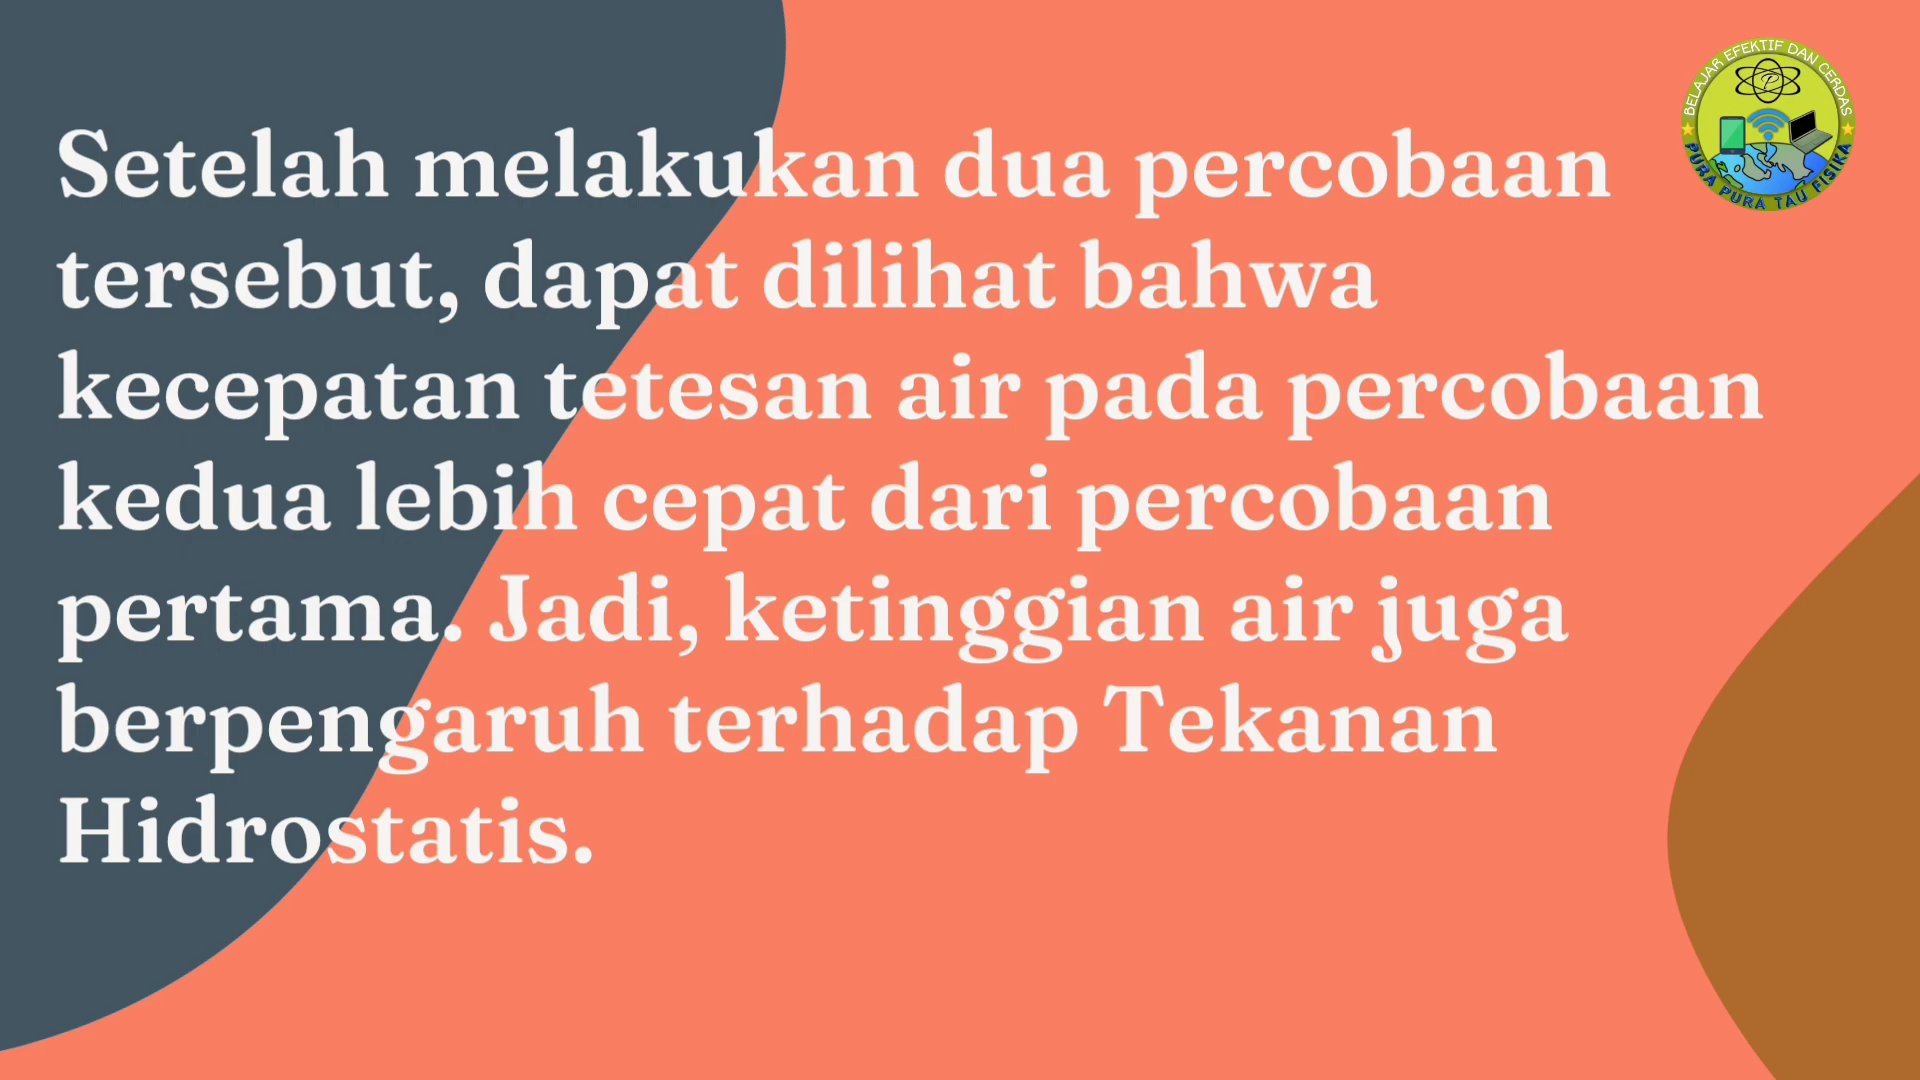 Setelah melakukan dua percobaan
tersebut, dapat dilihat bahwa
kecepatan tetesan air pada percobaan
kedua lebih cepat dari percobaan
pertama. Jadi, ketinggian air juga
berpengaruh terhadap Tekanan
Hidrostatis.
BELAJAR EFEKTIF DAN CERDAS
P
PURA PURA TAU FISIKA